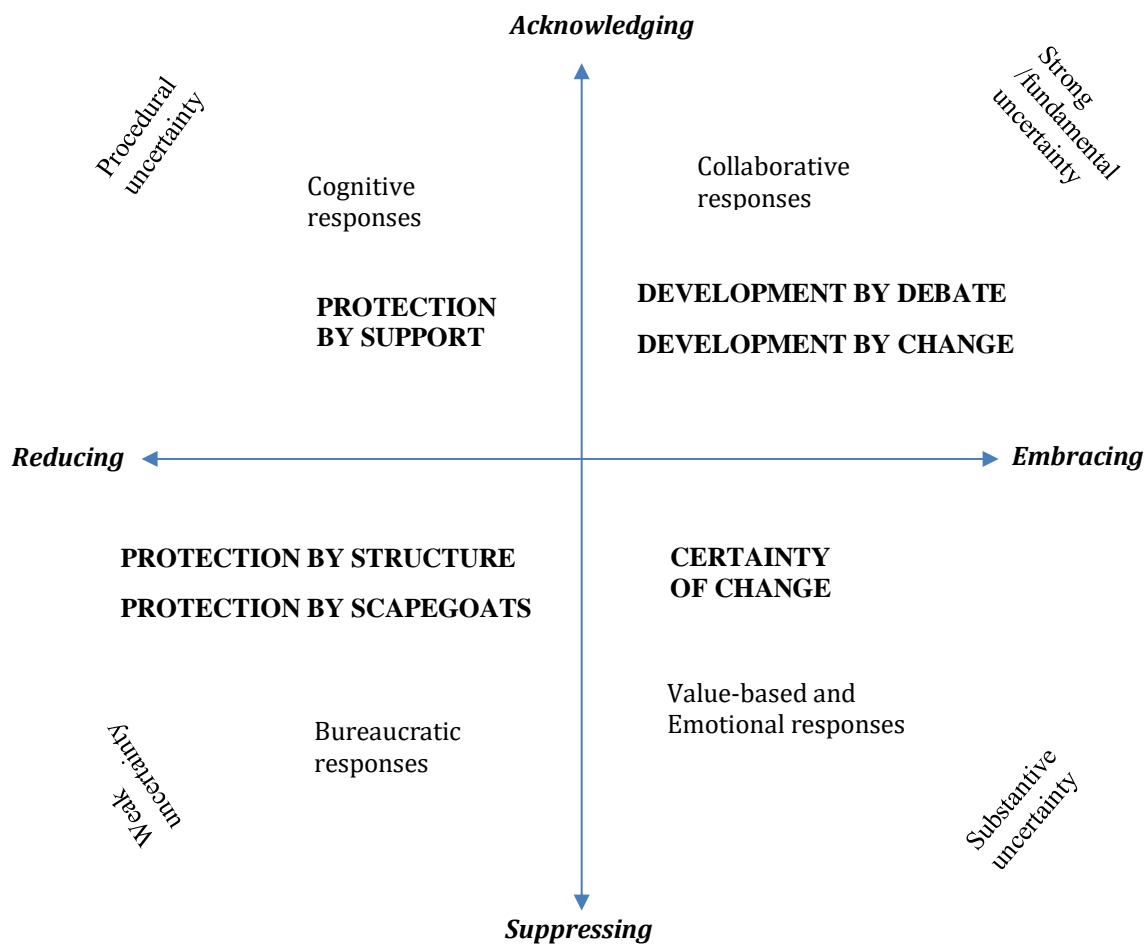 Acknowledging
Procedural
uncertainty
Strong
/fundamental
uncertainty
Cognitive
responses
Collaborative
responses
PROTECTION
BY SUPPORT
DEVELOPMENT BY DEBATE
DEVELOPMENT BY CHANGE
Reducing
Embracing
PROTECTION BY STRUCTURE
PROTECTION BY SCAPEGOATS
CERTAINTY
OF CHANGE
Weak
uncertainty
Bureaucratic
responses
Value-based and
Emotional responses
Substantive
uncertainty
Suppressing